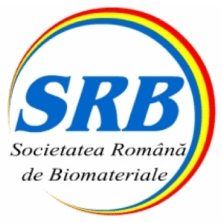 SRB
Societatea Română
de Biomateriale